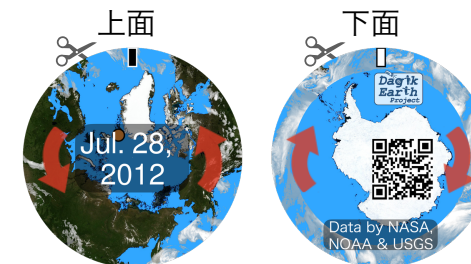 上面
下面
Jul. 28,
2012
Dagik
Earth
Project
Data by NASA,
NOAA & USGS